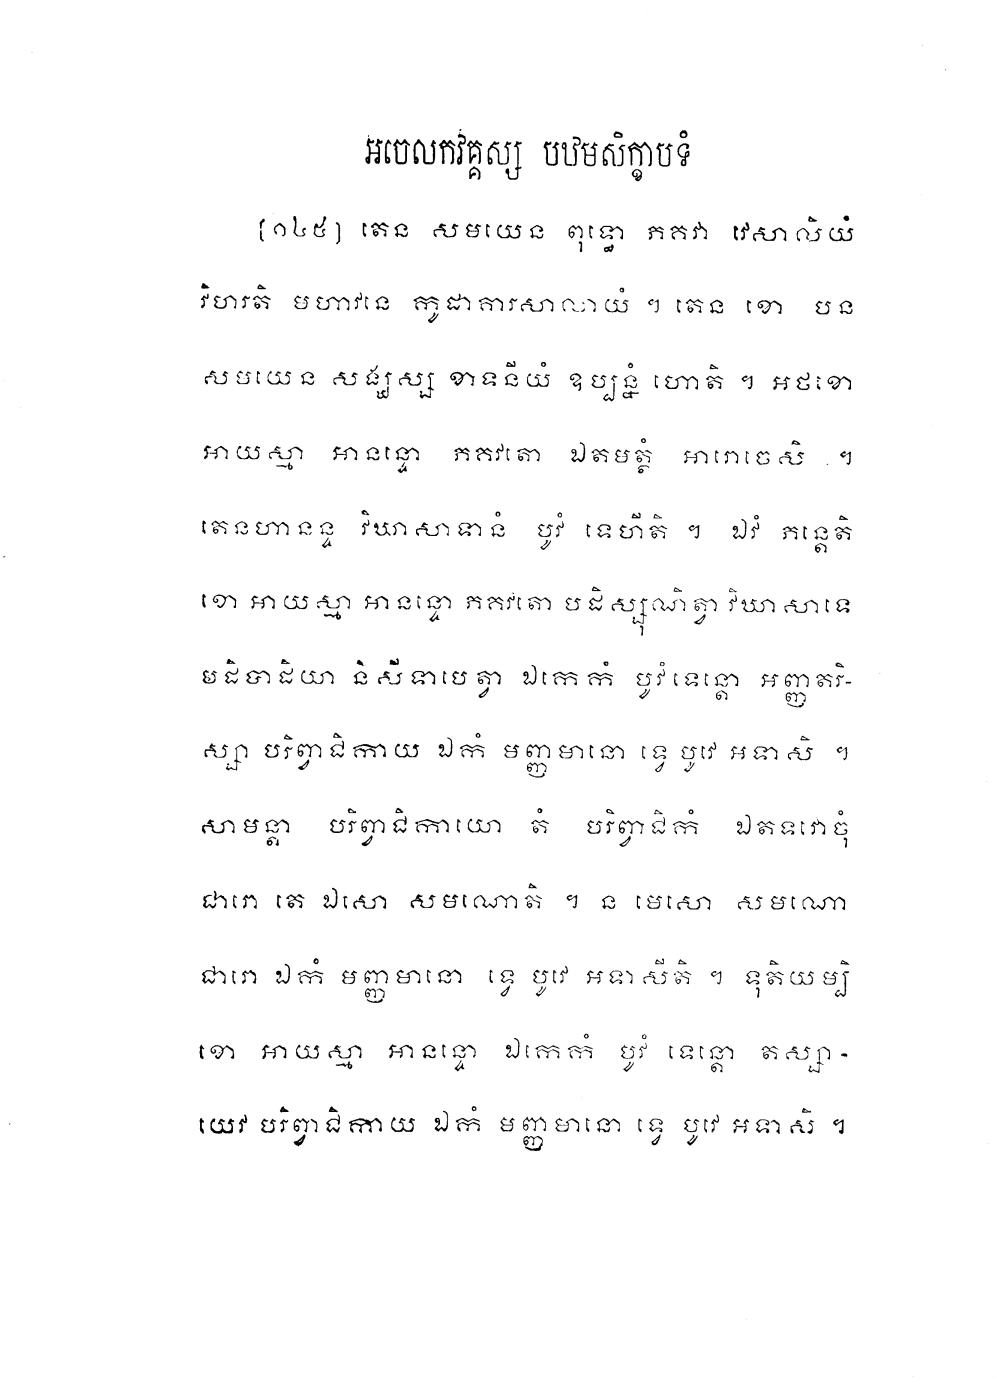 អចេលកវគ្គស្ស បឋមសិក្ខាបទំ
[១៤៥] តេន សមយេន ពុទ្ធោ ភគវា វេសាលិយំ
វិហរតិ មហាវនេ កូដាគារសាលាយំ ។ តេន ខោ បន
សមយេន សង្ឃស្ស ខាទនីយំ ឧប្បន្នំ ហោតិ ។ អថខោ
អាយស្មា អានន្ទោ ភគវតោ ឯតមត្ថំ អារោចេសិ ។
តេនហានន្ទ វិឃាសាទានំ បូវំ ទេហីតិ ។ ឯវំ ភន្តេតិ
ខោ អាយស្មា អានន្ទោ ភគវតោ បដិស្សុណិត្វា វិឃាសាទេ
បដិបាដិយា និសីទាបេត្វា ឯកេកំ បូវំ ទេន្តោ អញ្ញតរិ-
ស្សា បរិព្វាជិកាយ ឯកំ មញ្ញមានោ ទ្វេ បូវេ អទាសិ ។
សាមន្តា បរិព្វាជិកាយោ តំ បរិព្វាជិកំ ឯតទវោចុំ
ជារោ តេ ឯសោ សមណោតិ ។ ន មេសោ សមណោ
ជារោ ឯកំ មញ្ញមានោ ទ្វេ បូវេ អទាសីតិ ។ ទុតិយម្បិ
ខោ អាយស្មា អានន្ទោ ឯកេកំ បូវំ ទេន្តោ តស្សា-
យេវ បរិព្វាជិកាយ ឯកំ មញ្ញមានោ ទ្វេ បូវេ អទាសិ ។